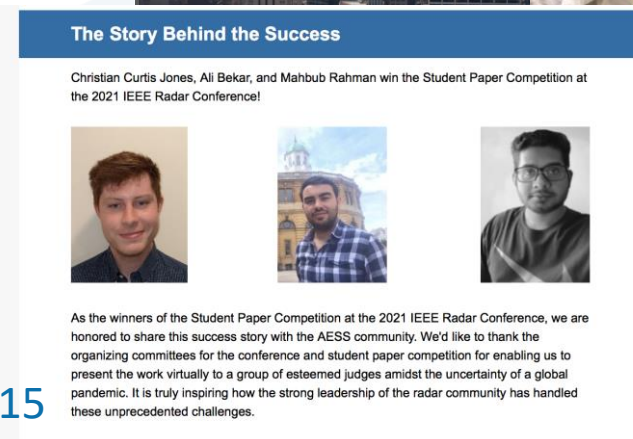 The Story Behind the Success
Christian Curtis Jones, Ali Bekar, and Mahbub Rahman win the Student Paper Competition at
the 2021 IEEE Radar Conference!
As the winners of the Student Paper Competition at the 2021 IEEE Radar Conference, we are
honored to share this success story with the AESS community. We'd like to thank the
organizing committees for the conference and student paper competition for enabling us to
present the work virtually to a group of esteemed judges amidst the uncertainty of a global
pandemic. It is truly inspiring how the strong leadership of the radar community has handled
these unprecedented challenges.
15